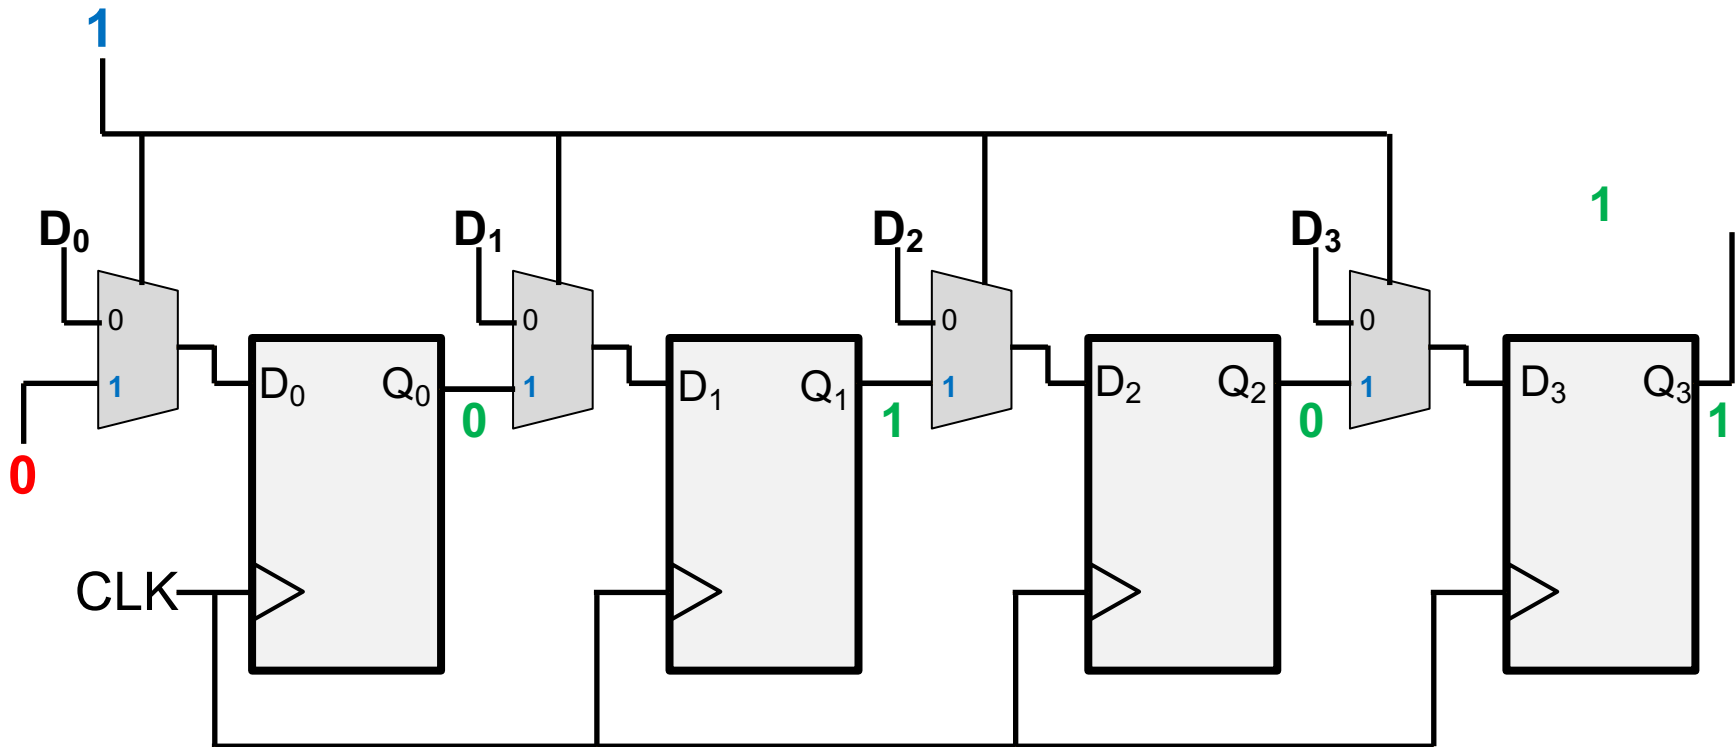 1
1
D₀ D₁ D₂ D₃
0 0 0 0
1 1 1 1
D₀ Q₀ D₁ Q₁ D₂ Q₂ D₃ Q₃
0 1 0 1
0
CLK